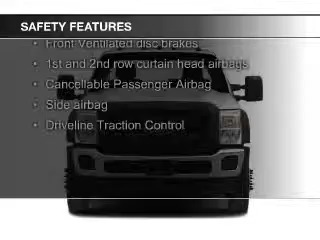 SAFETY FEATURES
• Front Ventilated disc brakes
• 1st and 2nd row curtain head airbags
• Cancellable Passenger Airbag
• Side airbag
• Driveline Traction Control